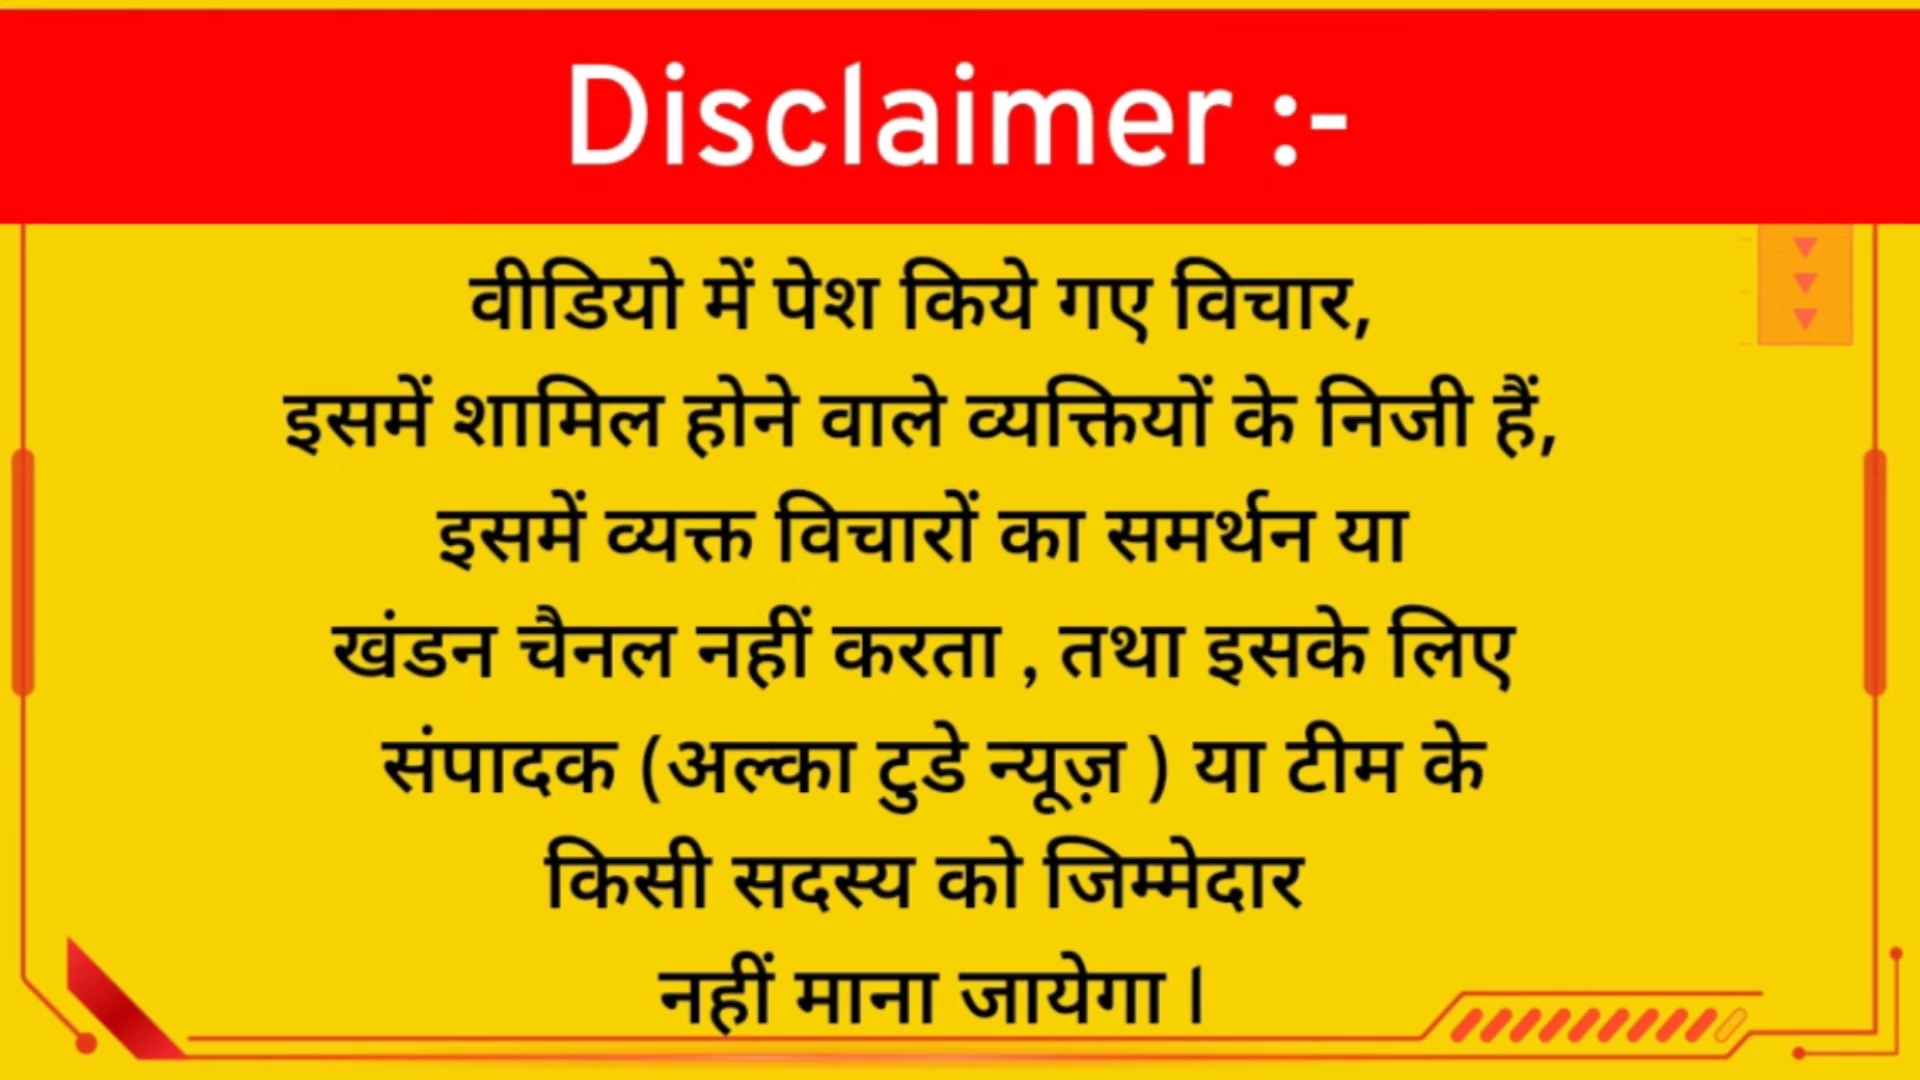 Disclaimer :-
वीडियो में पेश किये गए विचार,
इसमें शामिल होने वाले व्यक्तियों के निजी हैं,
इसमें व्यक्त विचारों का समर्थन या
खंडन चैनल नहीं करता , तथा इसके लिए
संपादक (अल्का टुडे न्यूज़ ) या टीम के
किसी सदस्य को जिम्मेदार
नहीं माना जायेगा ।